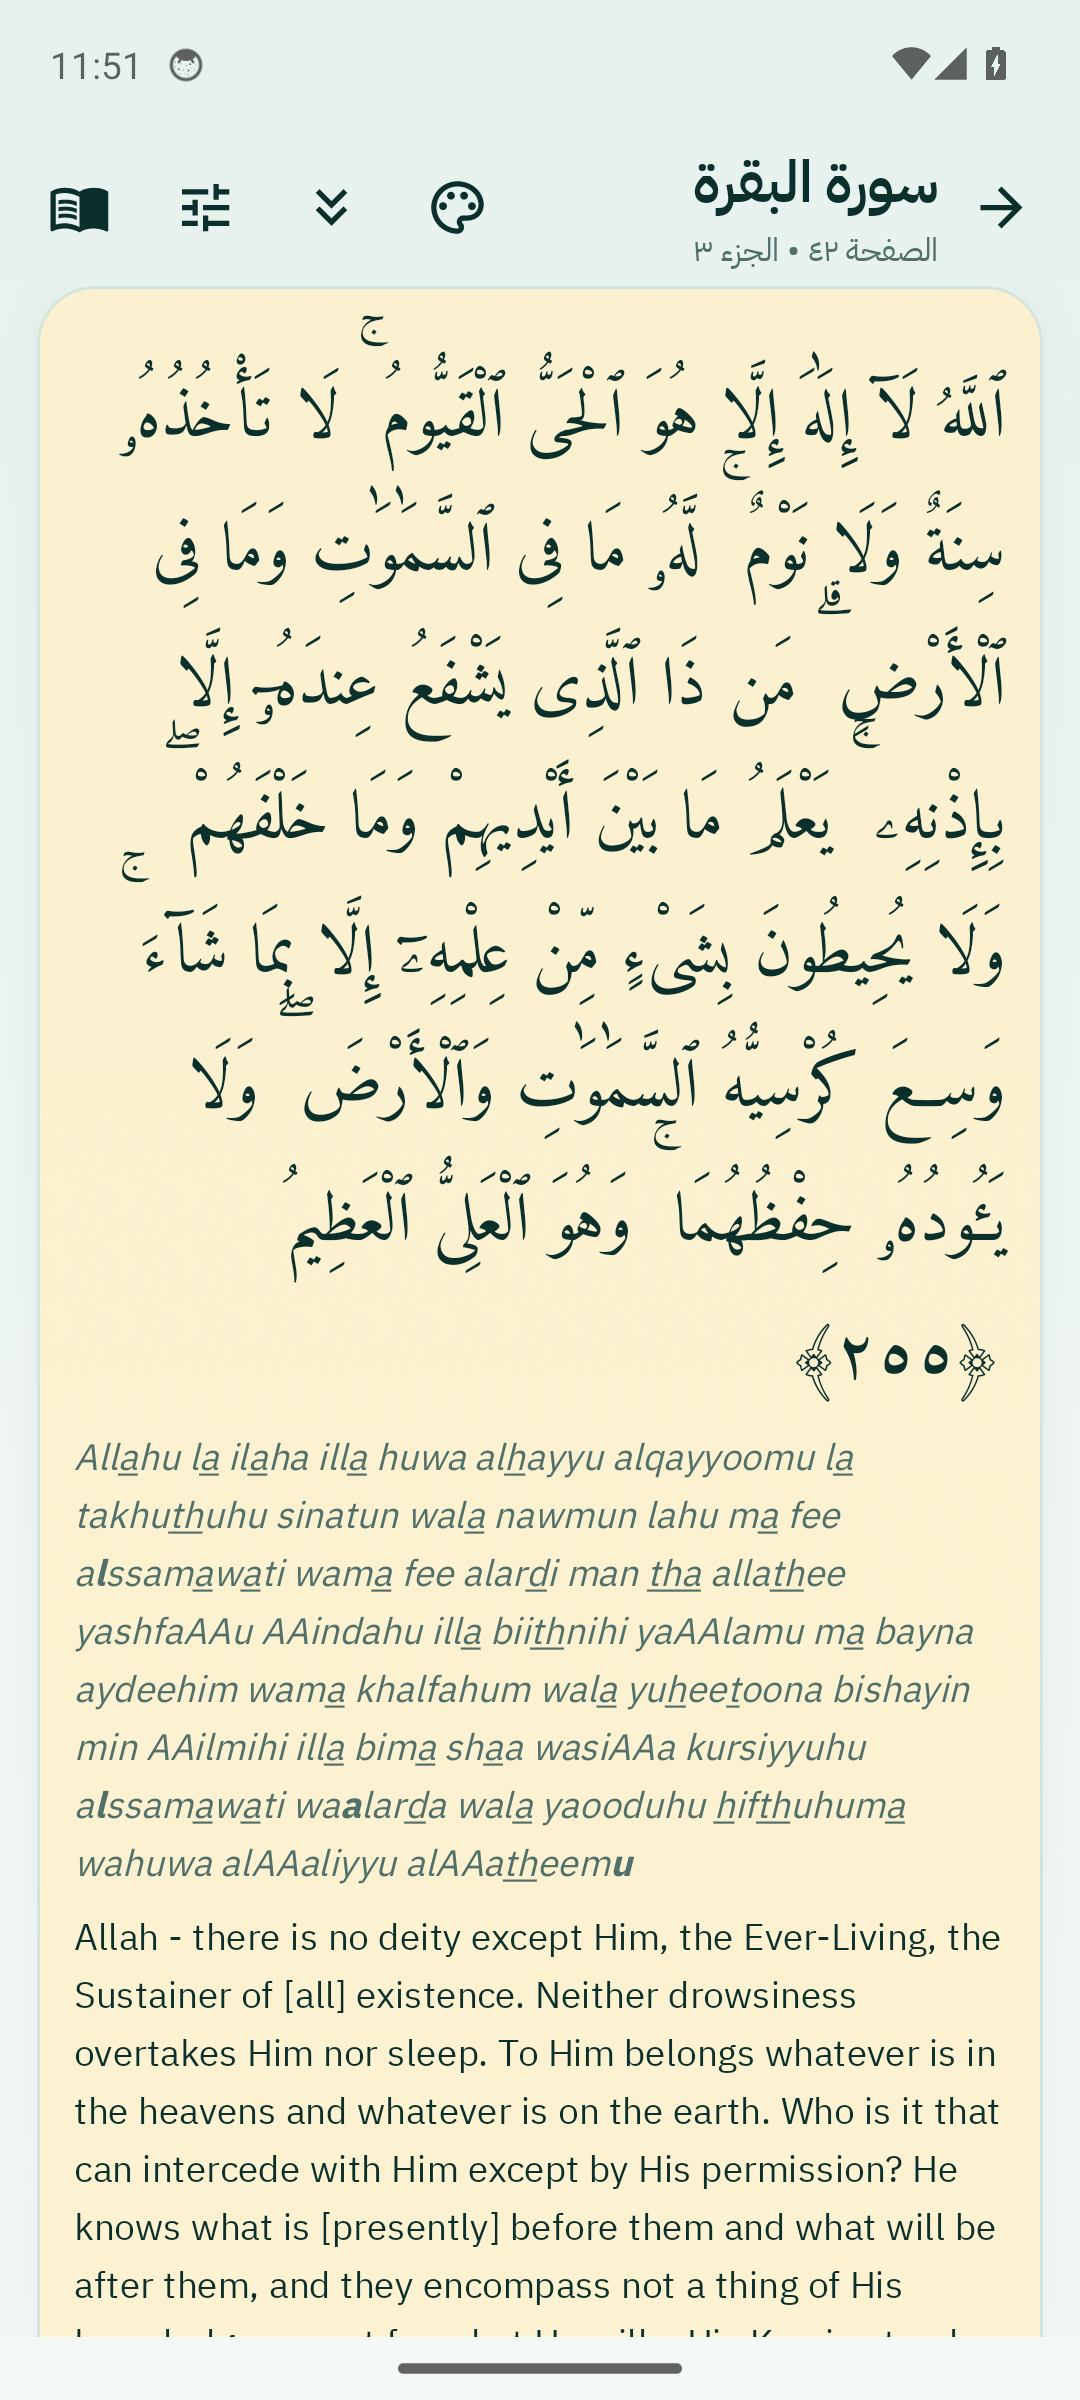 11:51
سورة البقرة
الصفحة ٤٢ • الجزء ٣
ٱللَّهُ لَآ إِلَٰهَ إِلَّا هُوَ ٱلْحَىُّ ٱلْقَيُّومُ ۚ لَا تَأْخُذُهُۥ
سِنَةٌ وَلَا نَوْمٌ ۚ لَّهُۥ مَا فِى ٱلسَّمَٰوَٰتِ وَمَا فِى
ٱلْأَرْضِ ۗ مَن ذَا ٱلَّذِى يَشْفَعُ عِندَهُۥٓ إِلَّا
بِإِذْنِهِۦ ۚ يَعْلَمُ مَا بَيْنَ أَيْدِيهِمْ وَمَا خَلْفَهُمْ ۖ
وَلَا يُحِيطُونَ بِشَىْءٍ مِّنْ عِلْمِهِۦٓ إِلَّا بِمَا شَآءَ ۚ
وَسِعَ كُرْسِيُّهُ ٱلسَّمَٰوَٰتِ وَٱلْأَرْضَ ۖ وَلَا
يَـُٔودُهُۥ حِفْظُهُمَا ۚ وَهُوَ ٱلْعَلِىُّ ٱلْعَظِيمُ
﴿٢٥٥﴾
Allahu la ilaha illa huwa alhayyu alqayyoomu la
takhuthuhu sinatun wala nawmun lahu ma fee
alssamawati wama fee alardi man tha allathee
yashfaAAu AAindahu illa biithnihi yaAAlamu ma bayna
aydeehim wama khalfahum wala yuheetoona bishayin
min AAilmihi illa bima shaa wasiAAa kursiyyuhu
alssamawati waalarda wala yaooduhu hifthuhuma
wahuwa alAAaliyyu alAAatheemu
Allah - there is no deity except Him, the Ever-Living, the
Sustainer of [all] existence. Neither drowsiness
overtakes Him nor sleep. To Him belongs whatever is in
the heavens and whatever is on the earth. Who is it that
can intercede with Him except by His permission? He
knows what is [presently] before them and what will be
after them, and they encompass not a thing of His